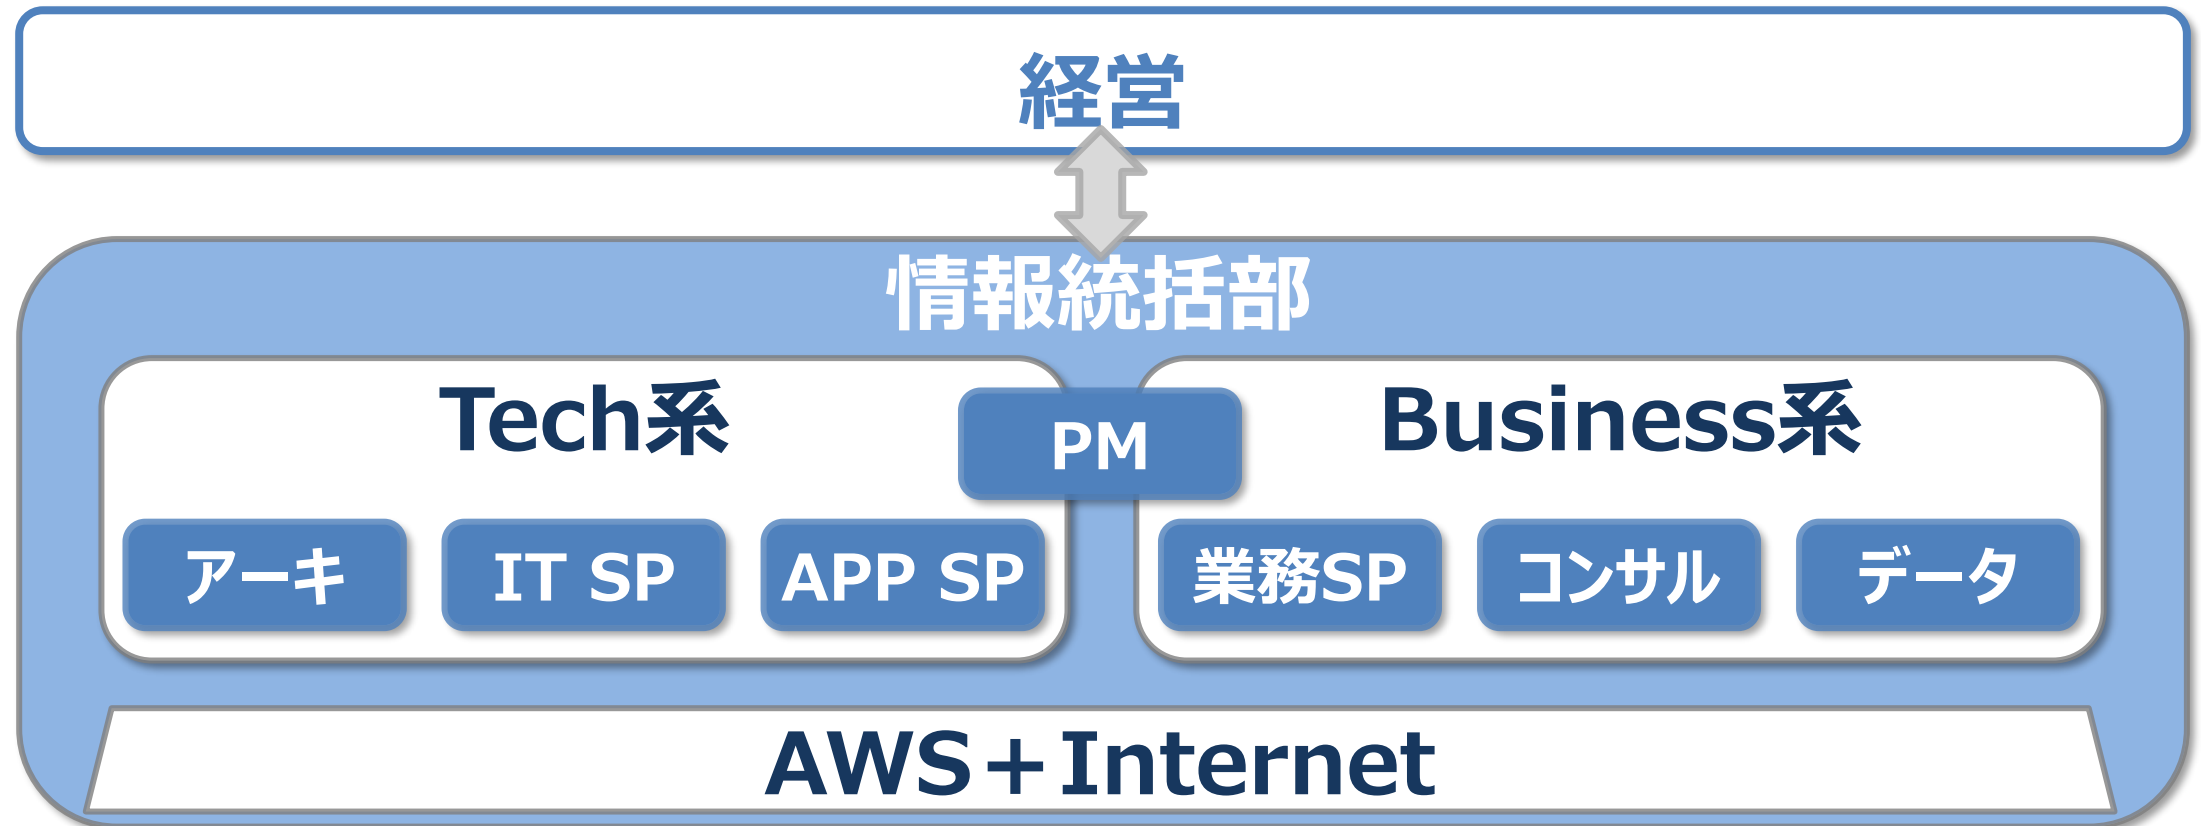 経営
情報統括部
Tech系
PM
Business系
アーキ
IT SP
APP SP
業務SP
コンサル
データ
AWS＋Internet